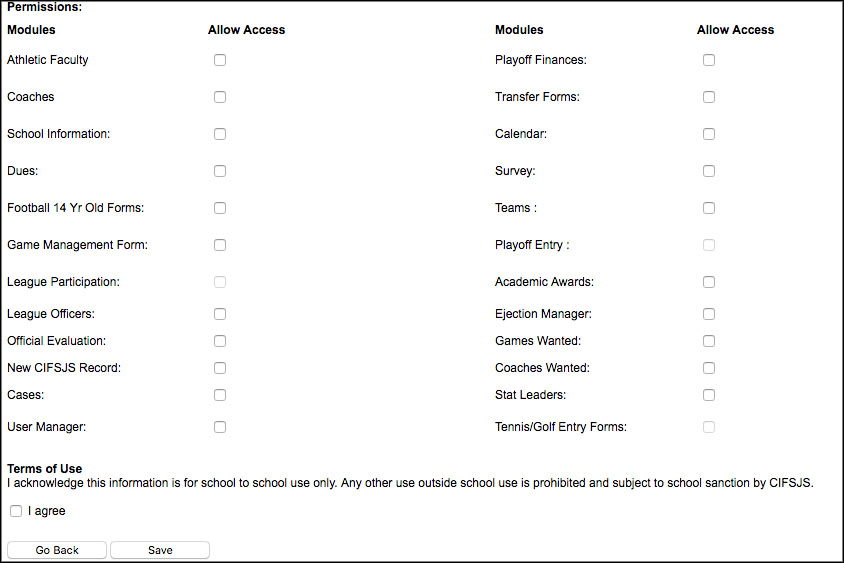 Permissions:
Modules Allow Access Modules Allow Access
Athletic Faculty Playoff Finances:
Coaches Transfer Forms:
School Information: Calendar:
Dues: Survey:
Football 14 Yr Old Forms: Teams :
Game Management Form: Playoff Entry :
League Participation: Academic Awards:
League Officers: Ejection Manager:
Official Evaluation: Games Wanted:
New CIFSJS Record: Coaches Wanted:
Cases: Stat Leaders:
User Manager: Tennis/Golf Entry Forms:
Terms of Use
I acknowledge this information is for school to school use only. Any other use outside school use is prohibited and subject to school sanction by CIFSJS.
I agree
Go Back Save